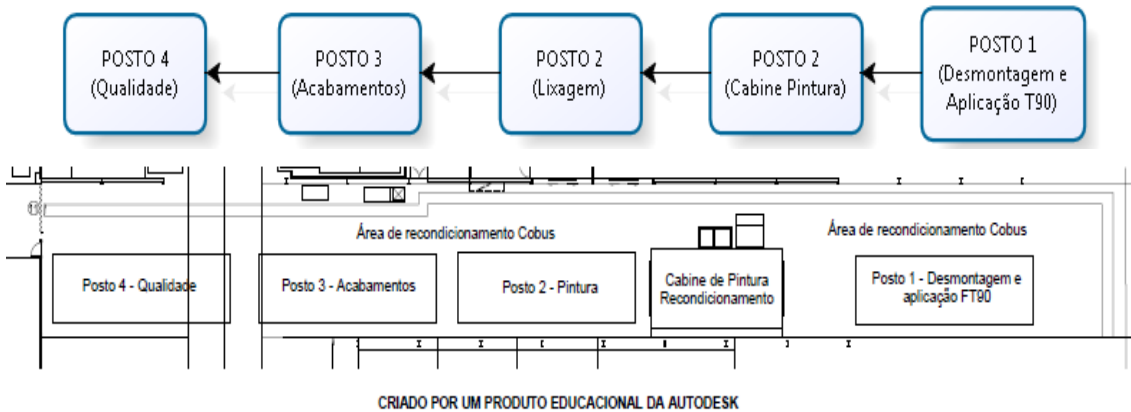 POSTO 4
(Qualidade)
POSTO 3
(Acabamentos)
POSTO 2
(Lixagem)
POSTO 2
(Cabine Pintura)
POSTO 1
(Desmontagem e
Aplicação T90)
Área de recondicionamento Cobus
Área de recondicionamento Cobus
Posto 4 - Qualidade
Posto 3 - Acabamentos
Posto 2 - Pintura
Cabine de Pintura
Recondicionamento
Posto 1 - Desmontagem e
aplicação FT90
CRIADO POR UM PRODUTO EDUCACIONAL DA AUTODESK